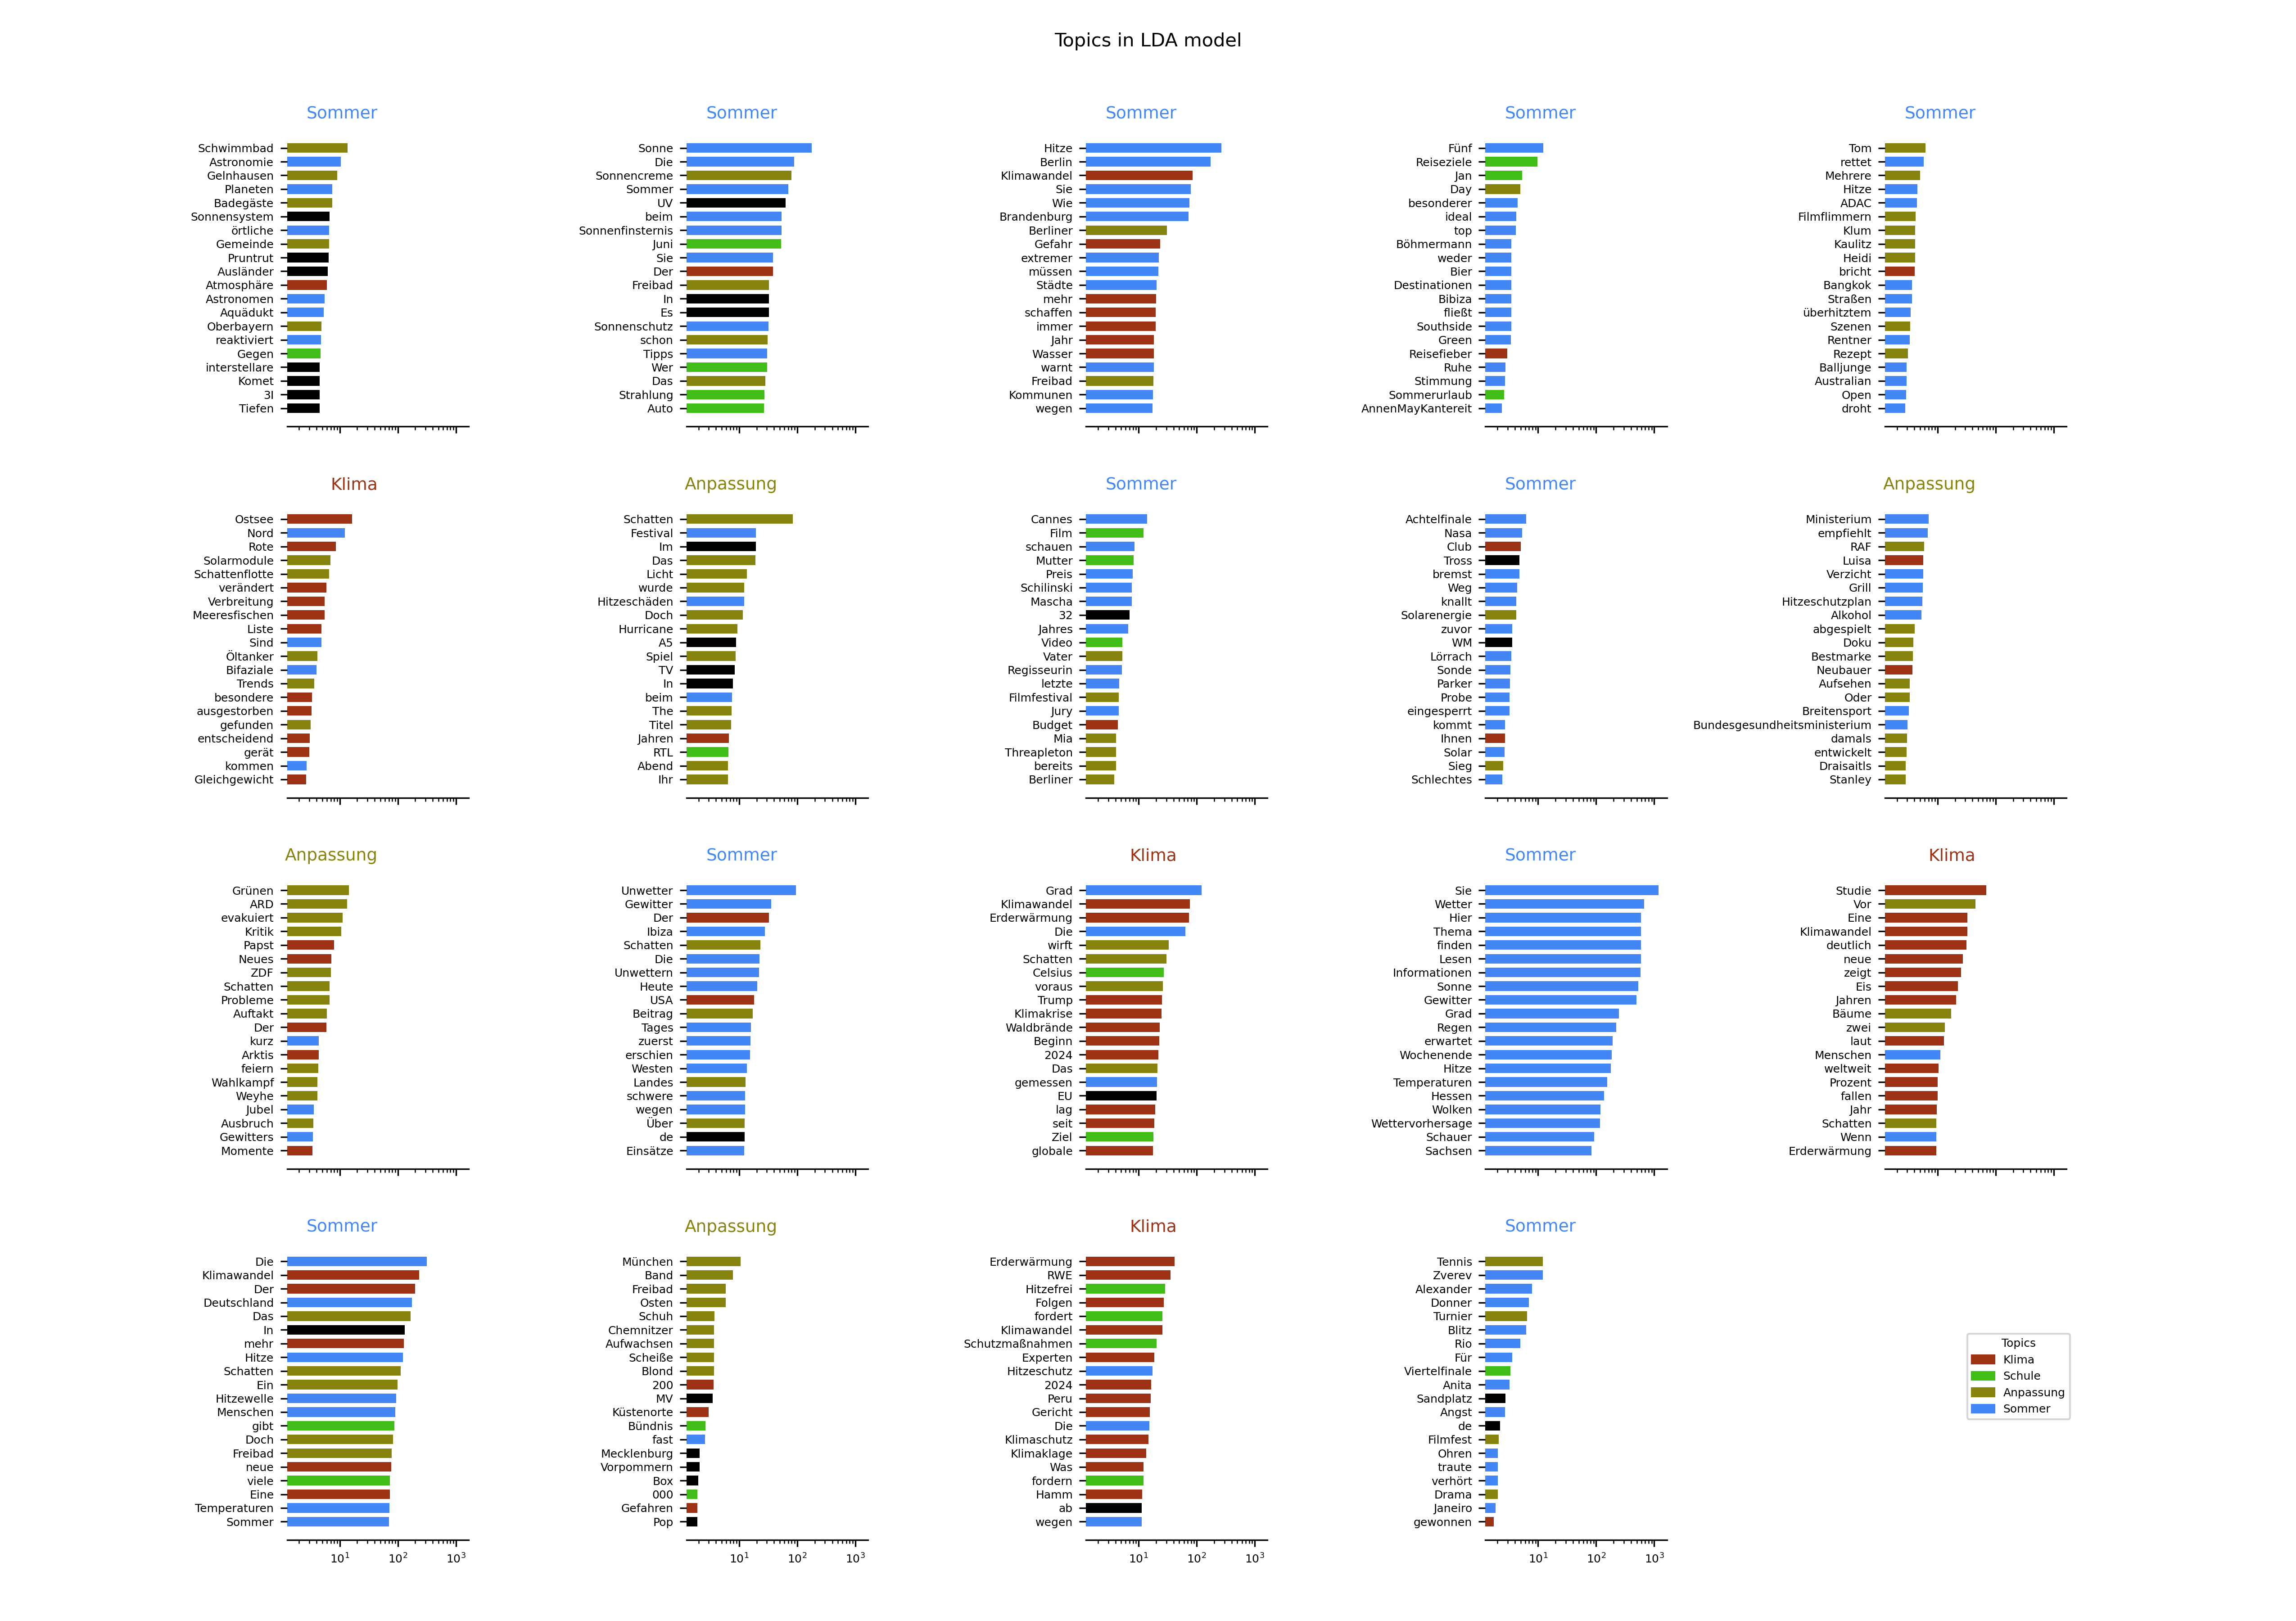 Topics in LDA model
Sommer
Schwimmbad
Astronomie
Gelnhausen
Planeten
Badegäste
Sonnensystem
örtliche
Gemeinde
Pruntrut
Ausländer
Atmosphäre
Astronomen
Aquädukt
Oberbayern
reaktiviert
Gegen
interstellare
Komet
3I
Tiefen
Sommer
Sonne
Die
Sonnencreme
Sommer
UV
beim
Sonnenfinsternis
Juni
Sie
Der
Freibad
In
Es
Sonnenschutz
schon
Tipps
Wer
Das
Strahlung
Auto
Sommer
Hitze
Berlin
Klimawandel
Sie
Wie
Brandenburg
Berliner
Gefahr
extremer
müssen
Städte
mehr
schaffen
immer
Jahr
Wasser
warnt
Freibad
Kommunen
wegen
Sommer
Fünf
Reiseziele
Jan
Day
besonderer
ideal
top
Böhmermann
weder
Bier
Destinationen
Bibiza
fließt
Southside
Green
Reisefieber
Ruhe
Stimmung
Sommerurlaub
AnnenMayKantereit
Sommer
Tom
rettet
Mehrere
Hitze
ADAC
Filmflimmern
Klum
Kaulitz
Heidi
bricht
Bangkok
Straßen
überhitztem
Szenen
Rentner
Rezept
Balljunge
Australian
Open
droht
Klima
Ostsee
Nord
Rote
Solarmodule
Schattenflotte
verändert
Verbreitung
Meeresfischen
Liste
Sind
Öltanker
Bifaziale
Trends
besondere
ausgestorben
gefunden
entscheidend
gerät
kommen
Gleichgewicht
Anpassung
Schatten
Festival
Im
Das
Licht
wurde
Hitzeschäden
Doch
Hurricane
A5
Spiel
TV
In
beim
The
Titel
Jahren
RTL
Abend
Ihr
Sommer
Cannes
Film
schauen
Mutter
Preis
Schilinski
Mascha
32
Jahres
Video
Vater
Regisseurin
letzte
Filmfestival
Jury
Budget
Mia
Threapleton
bereits
Berliner
Sommer
Achtelfinale
Nasa
Club
Tross
bremst
Weg
knallt
Solarenergie
zuvor
WM
Lörrach
Sonde
Parker
Probe
eingesperrt
kommt
Ihnen
Solar
Sieg
Schlechtes
Anpassung
Ministerium
empfiehlt
RAF
Luisa
Verzicht
Grill
Hitzeschutzplan
Alkohol
abgespielt
Doku
Bestmarke
Neubauer
Aufsehen
Oder
Breitensport
Bundesgesundheitsministerium
damals
entwickelt
Draisaitls
Stanley
Anpassung
Grünen
ARD
evakuiert
Kritik
Papst
Neues
ZDF
Schatten
Probleme
Auftakt
Der
kurz
Arktis
feiern
Wahlkampf
Weyhe
Jubel
Ausbruch
Gewitters
Momente
Sommer
Unwetter
Gewitter
Der
Ibiza
Schatten
Die
Unwettern
Heute
USA
Beitrag
Tages
zuerst
erschien
Westen
Landes
schwere
wegen
Über
de
Einsätze
Klima
Grad
Klimawandel
Erderwärmung
Die
wirft
Schatten
Celsius
voraus
Trump
Klimakrise
Waldbrände
Beginn
2024
Das
gemessen
EU
lag
seit
Ziel
globale
Sommer
Sie
Wetter
Hier
Thema
finden
Lesen
Informationen
Sonne
Gewitter
Grad
Regen
erwartet
Wochenende
Hitze
Temperaturen
Hessen
Wolken
Wettervorhersage
Schauer
Sachsen
Klima
Studie
Vor
Eine
Klimawandel
deutlich
neue
zeigt
Eis
Jahren
Bäume
zwei
laut
Menschen
weltweit
Prozent
fallen
Jahr
Schatten
Wenn
Erderwärmung
Sommer
Die
Klimawandel
Der
Deutschland
Das
In
mehr
Hitze
Schatten
Ein
Hitzewelle
Menschen
gibt
Doch
Freibad
neue
viele
Eine
Temperaturen
Sommer
10¹ 10² 10³
Anpassung
München
Band
Freibad
Osten
Schuh
Chemnitzer
Aufwachsen
Scheiße
Blond
200
MV
Küstenorte
Bündnis
fast
Mecklenburg
Vorpommern
Box
000
Gefahren
Pop
10¹ 10² 10³
Klima
Erderwärmung
RWE
Hitzefrei
Folgen
fordert
Klimawandel
Schutzmaßnahmen
Experten
Hitzeschutz
2024
Peru
Gericht
Die
Klimaschutz
Klimaklage
Was
fordern
Hamm
ab
wegen
10¹ 10² 10³
Sommer
Tennis
Zverev
Alexander
Donner
Turnier
Blitz
Rio
Für
Viertelfinale
Anita
Sandplatz
Angst
de
Filmfest
Ohren
traute
verhört
Drama
Janeiro
gewonnen
10¹ 10² 10³
Topics
Klima
Schule
Anpassung
Sommer